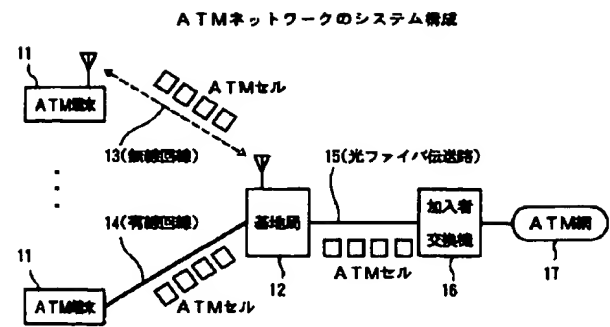 ATMネットワークのシステム構成
11
ATM端末
ATMセル
13(無線回線)
15(光ファイバ伝送路)
14(有線回線)
基地局
加入者
交換機
ATM網
12
ATMセル
16
17
11
ATM端末
ATMセル